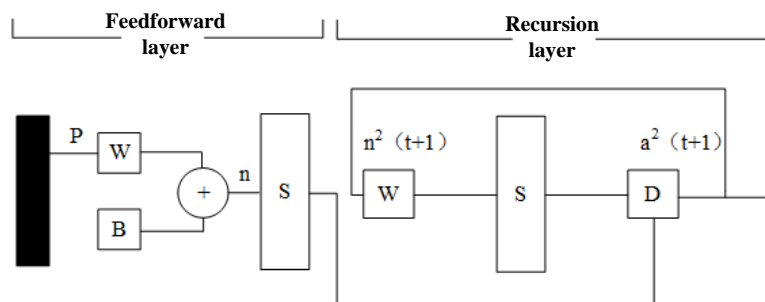 Feedforward
layer
Recursion
layer
P
W
B
+
n
S
n² (t+1)
W
S
a² (t+1)
D